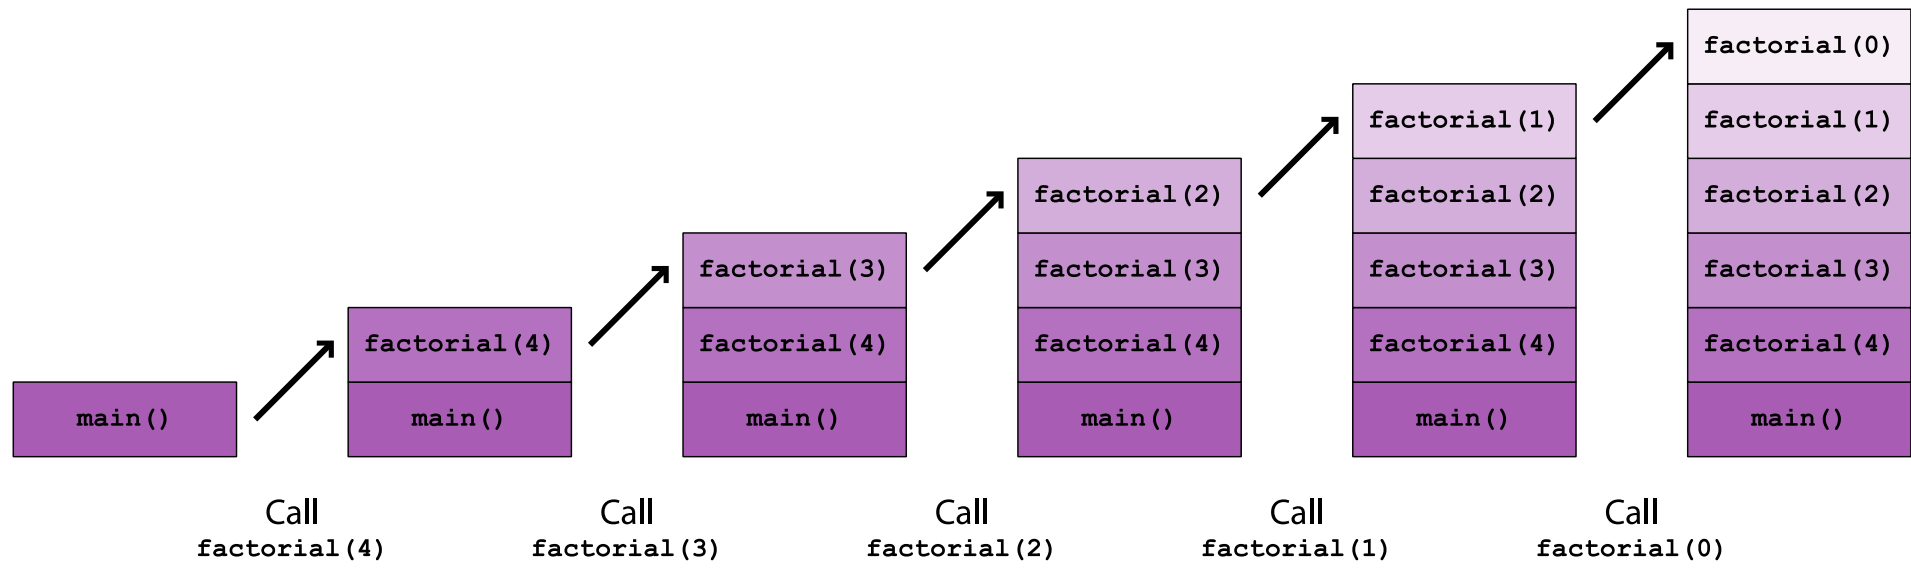 main()
factorial(4)
main()
factorial(3)
factorial(4)
main()
factorial(2)
factorial(3)
factorial(4)
main()
factorial(1)
factorial(2)
factorial(3)
factorial(4)
main()
factorial(0)
factorial(1)
factorial(2)
factorial(3)
factorial(4)
main()
Call
factorial(4)
Call
factorial(3)
Call
factorial(2)
Call
factorial(1)
Call
factorial(0)